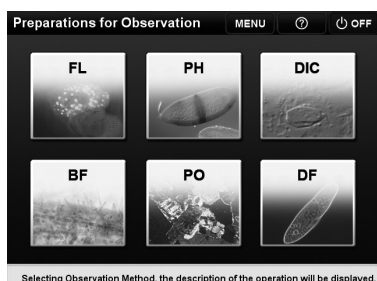 Preparations for Observation MENU ? OFF
FL PH DIC
BF PO DF
Selecting Observation Method, the description of the operation will be displayed.